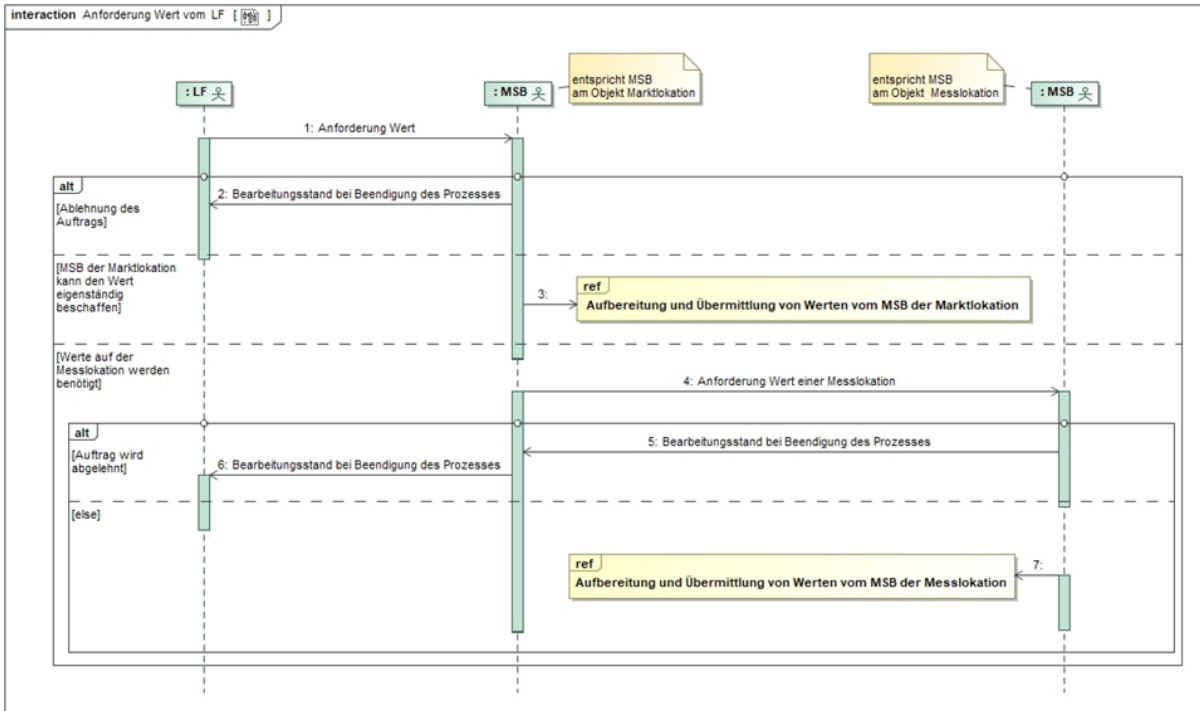 interaction Anforderung Wert vom LF [ ]
entspricht MSB
am Objekt Marktlokation
entspricht MSB
am Objekt Messlokation
: LF
: MSB
: MSB
1: Anforderung Wert
alt
2: Bearbeitungsstand bei Beendigung des Prozesses
[Ablehnung des
Auftrags]
[MSB der Marktlokation
kann den Wert
eigenständig
beschaffen]
3:
ref
Aufbereitung und Übermittlung von Werten vom MSB der Marktlokation
[Werte auf der
Messlokation werden
benötigt]
4: Anforderung Wert einer Messlokation
alt
5: Bearbeitungsstand bei Beendigung des Prozesses
[Auftrag wird
abgelehnt]
6: Bearbeitungsstand bei Beendigung des Prozesses
[else]
ref
7:
Aufbereitung und Übermittlung von Werten vom MSB der Messlokation